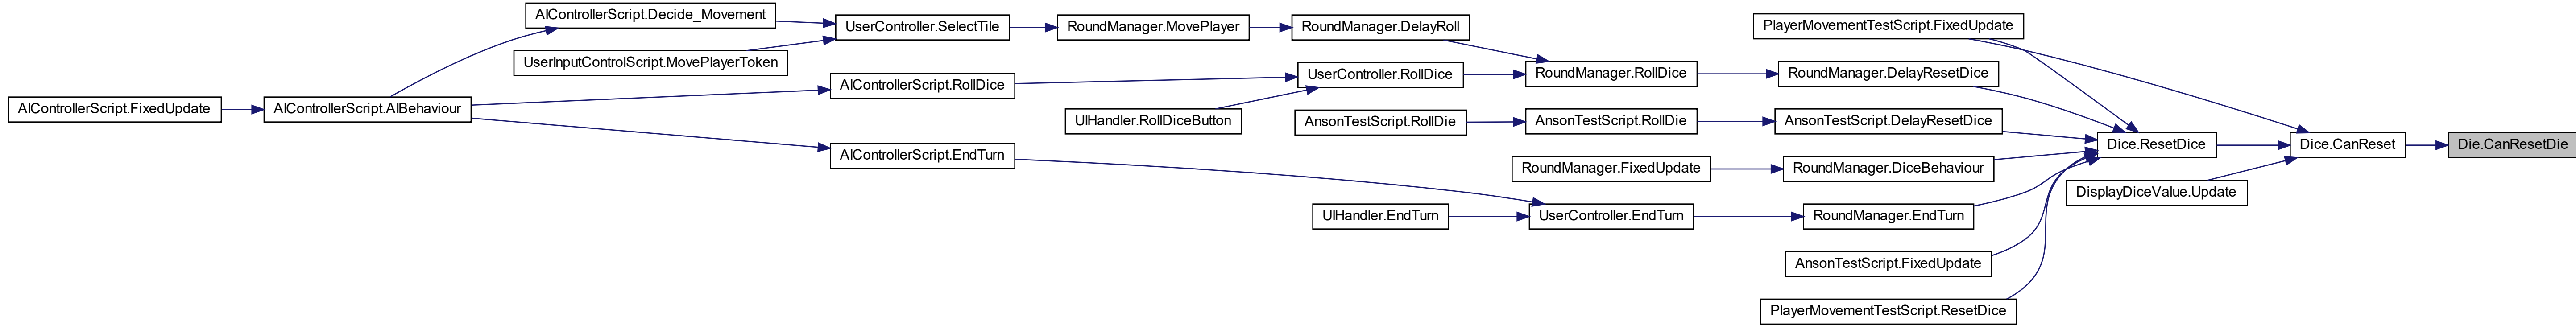 AIControllerScript.Decide_Movement
UserController.SelectTile
RoundManager.MovePlayer
RoundManager.DelayRoll
PlayerMovementTestScript.FixedUpdate
UserInputControlScript.MovePlayerToken
UserController.RollDice
RoundManager.RollDice
RoundManager.DelayResetDice
AIControllerScript.FixedUpdate
AIControllerScript.AIBehaviour
AIControllerScript.RollDice
UIHandler.RollDiceButton
AnsonTestScript.RollDie
AnsonTestScript.RollDie
AnsonTestScript.DelayResetDice
Dice.ResetDice
Dice.CanReset
Die.CanResetDie
AIControllerScript.EndTurn
RoundManager.FixedUpdate
RoundManager.DiceBehaviour
DisplayDiceValue.Update
UIHandler.EndTurn
UserController.EndTurn
RoundManager.EndTurn
AnsonTestScript.FixedUpdate
PlayerMovementTestScript.ResetDice